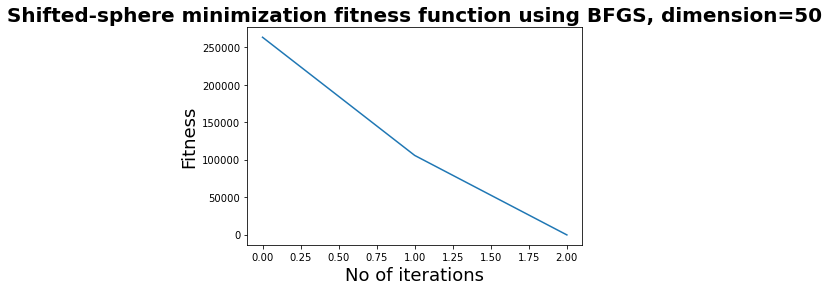 Shifted-sphere minimization fitness function using BFGS, dimension=50
Fitness
250000
200000
150000
100000
50000
0
0.00 0.25 0.50 0.75 1.00 1.25 1.50 1.75 2.00
No of iterations